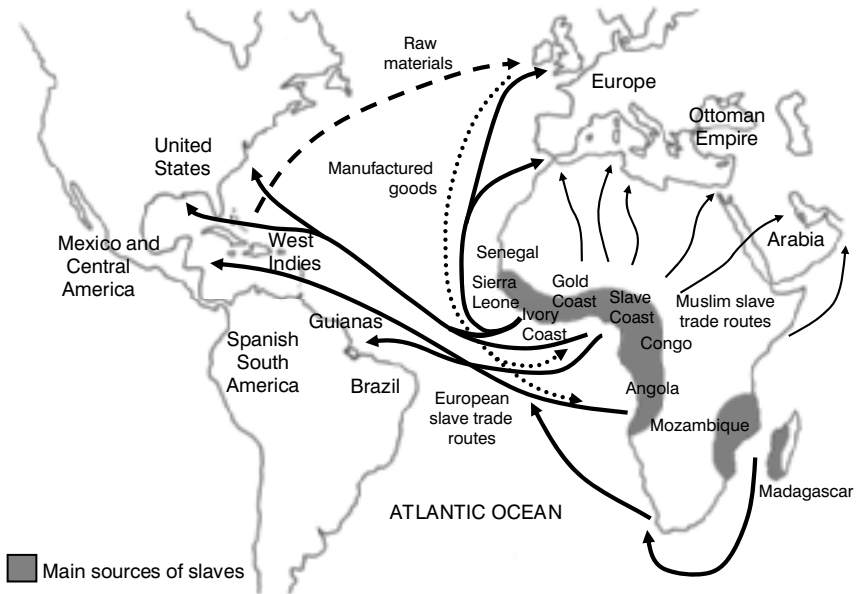 Raw
materials
Europe
Ottoman
Empire
United
States
Manufactured
goods
Mexico and
Central
America
West
Indies
Senegal
Sierra
Leone
Gold
Coast
Ivory
Coast
Slave
Coast
Arabia
Muslim slave
trade routes
Guianas
Spanish
South
America
Brazil
Congo
Angola
European
slave trade
routes
Mozambique
Madagascar
ATLANTIC OCEAN
Main sources of slaves